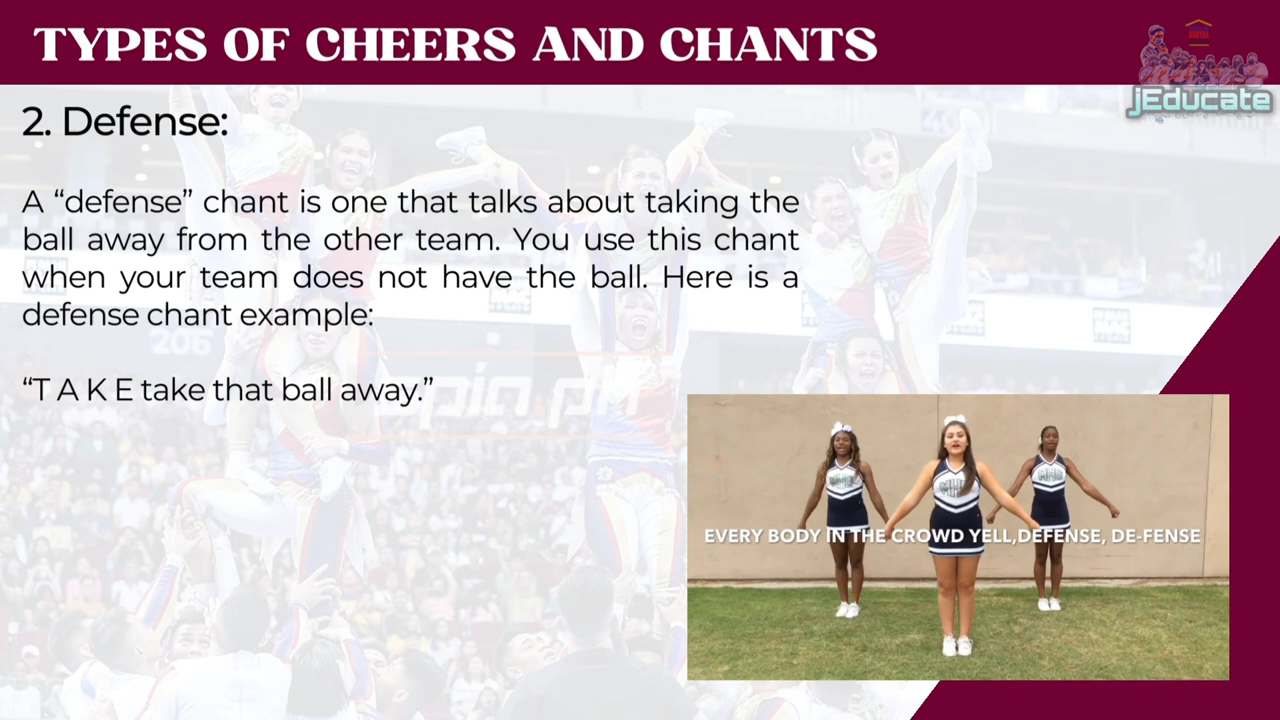 TYPES OF CHEERS AND CHANTS
jEducate
2. Defense:
A “defense” chant is one that talks about taking the
ball away from the other team. You use this chant
when your team does not have the ball. Here is a
defense chant example:
“T A K E take that ball away.”
EVERY BODY IN THE CROWD YELL,DEFENSE, DE-FENSE
206